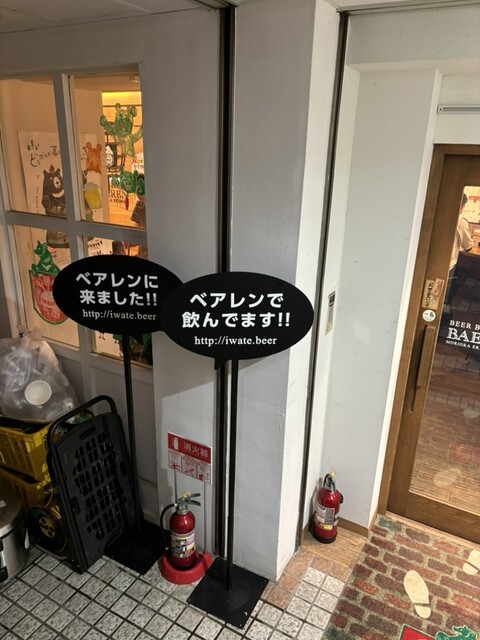 ベアレンに
来ました!!
http://iwate.beer
ベアレンで
飲んでます!!
http://iwate.beer
消火器
BEER B
BAE
MORIOKA